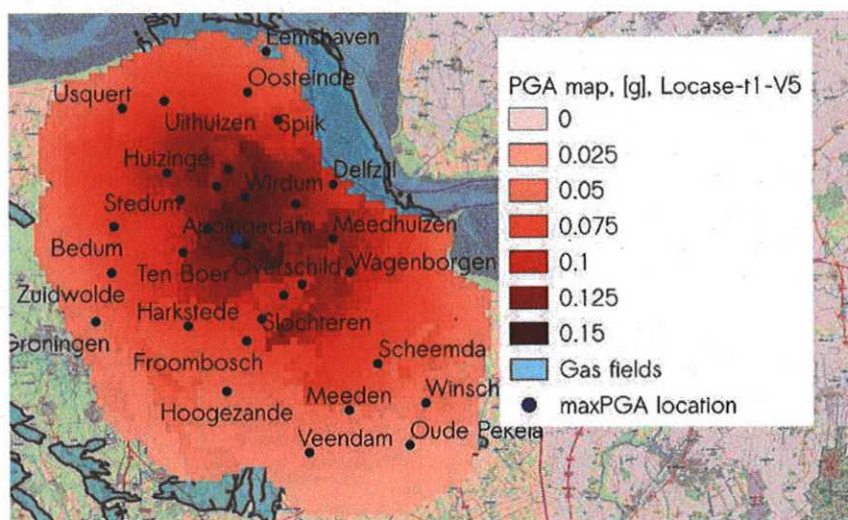 Eemshaven
Oosteinde
Usquert
Uithuizen
Spijk
Huizinge
Delfzijl
Wirdum
Stedum
Appingedam
Meedhuizen
Bedum
Overschild
Wagenborgen
Ten Boer
Zuidwolde
Harkstede
Slochteren
Groningen
Froombosch
Scheemda
Meeden
Winsch
Hoogezande
Veendam
Oude Pekela
PGA map, [g], Locase-t1-V5
0
0.025
0.05
0.075
0.1
0.125
0.15
Gas fields
maxPGA location